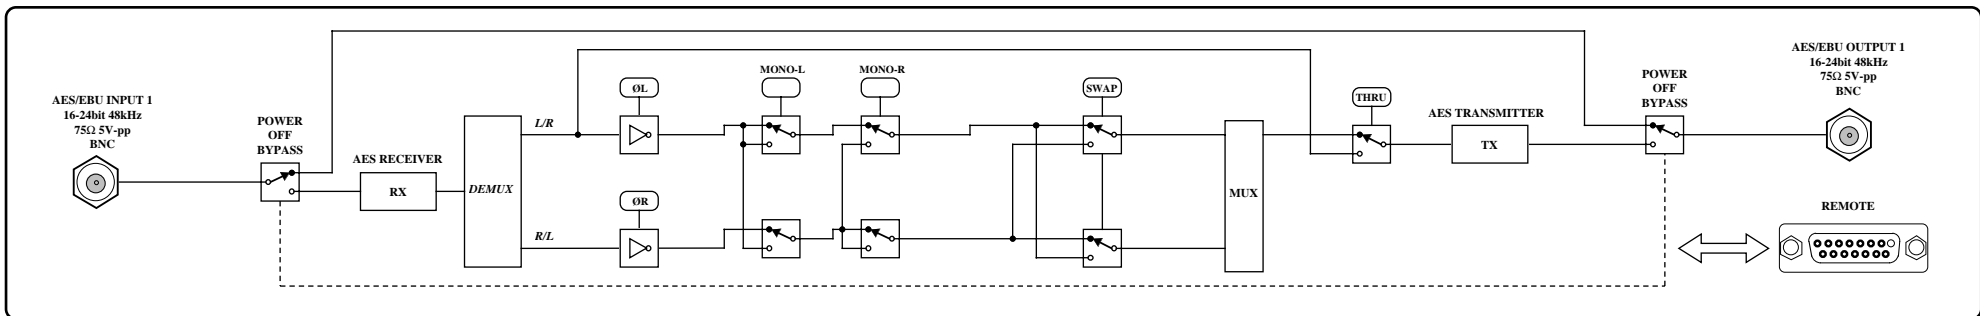 AES/EBU INPUT 1
16-24bit 48kHz
75Ω 5V-pp
BNC
POWER
OFF
BYPASS
AES RECEIVER
RX
DEMUX
L/R
R/L
ØL
ØR
MONO-L
MONO-R
SWAP
MUX
THRU
AES TRANSMITTER
TX
POWER
OFF
BYPASS
AES/EBU OUTPUT 1
16-24bit 48kHz
75Ω 5V-pp
BNC
REMOTE